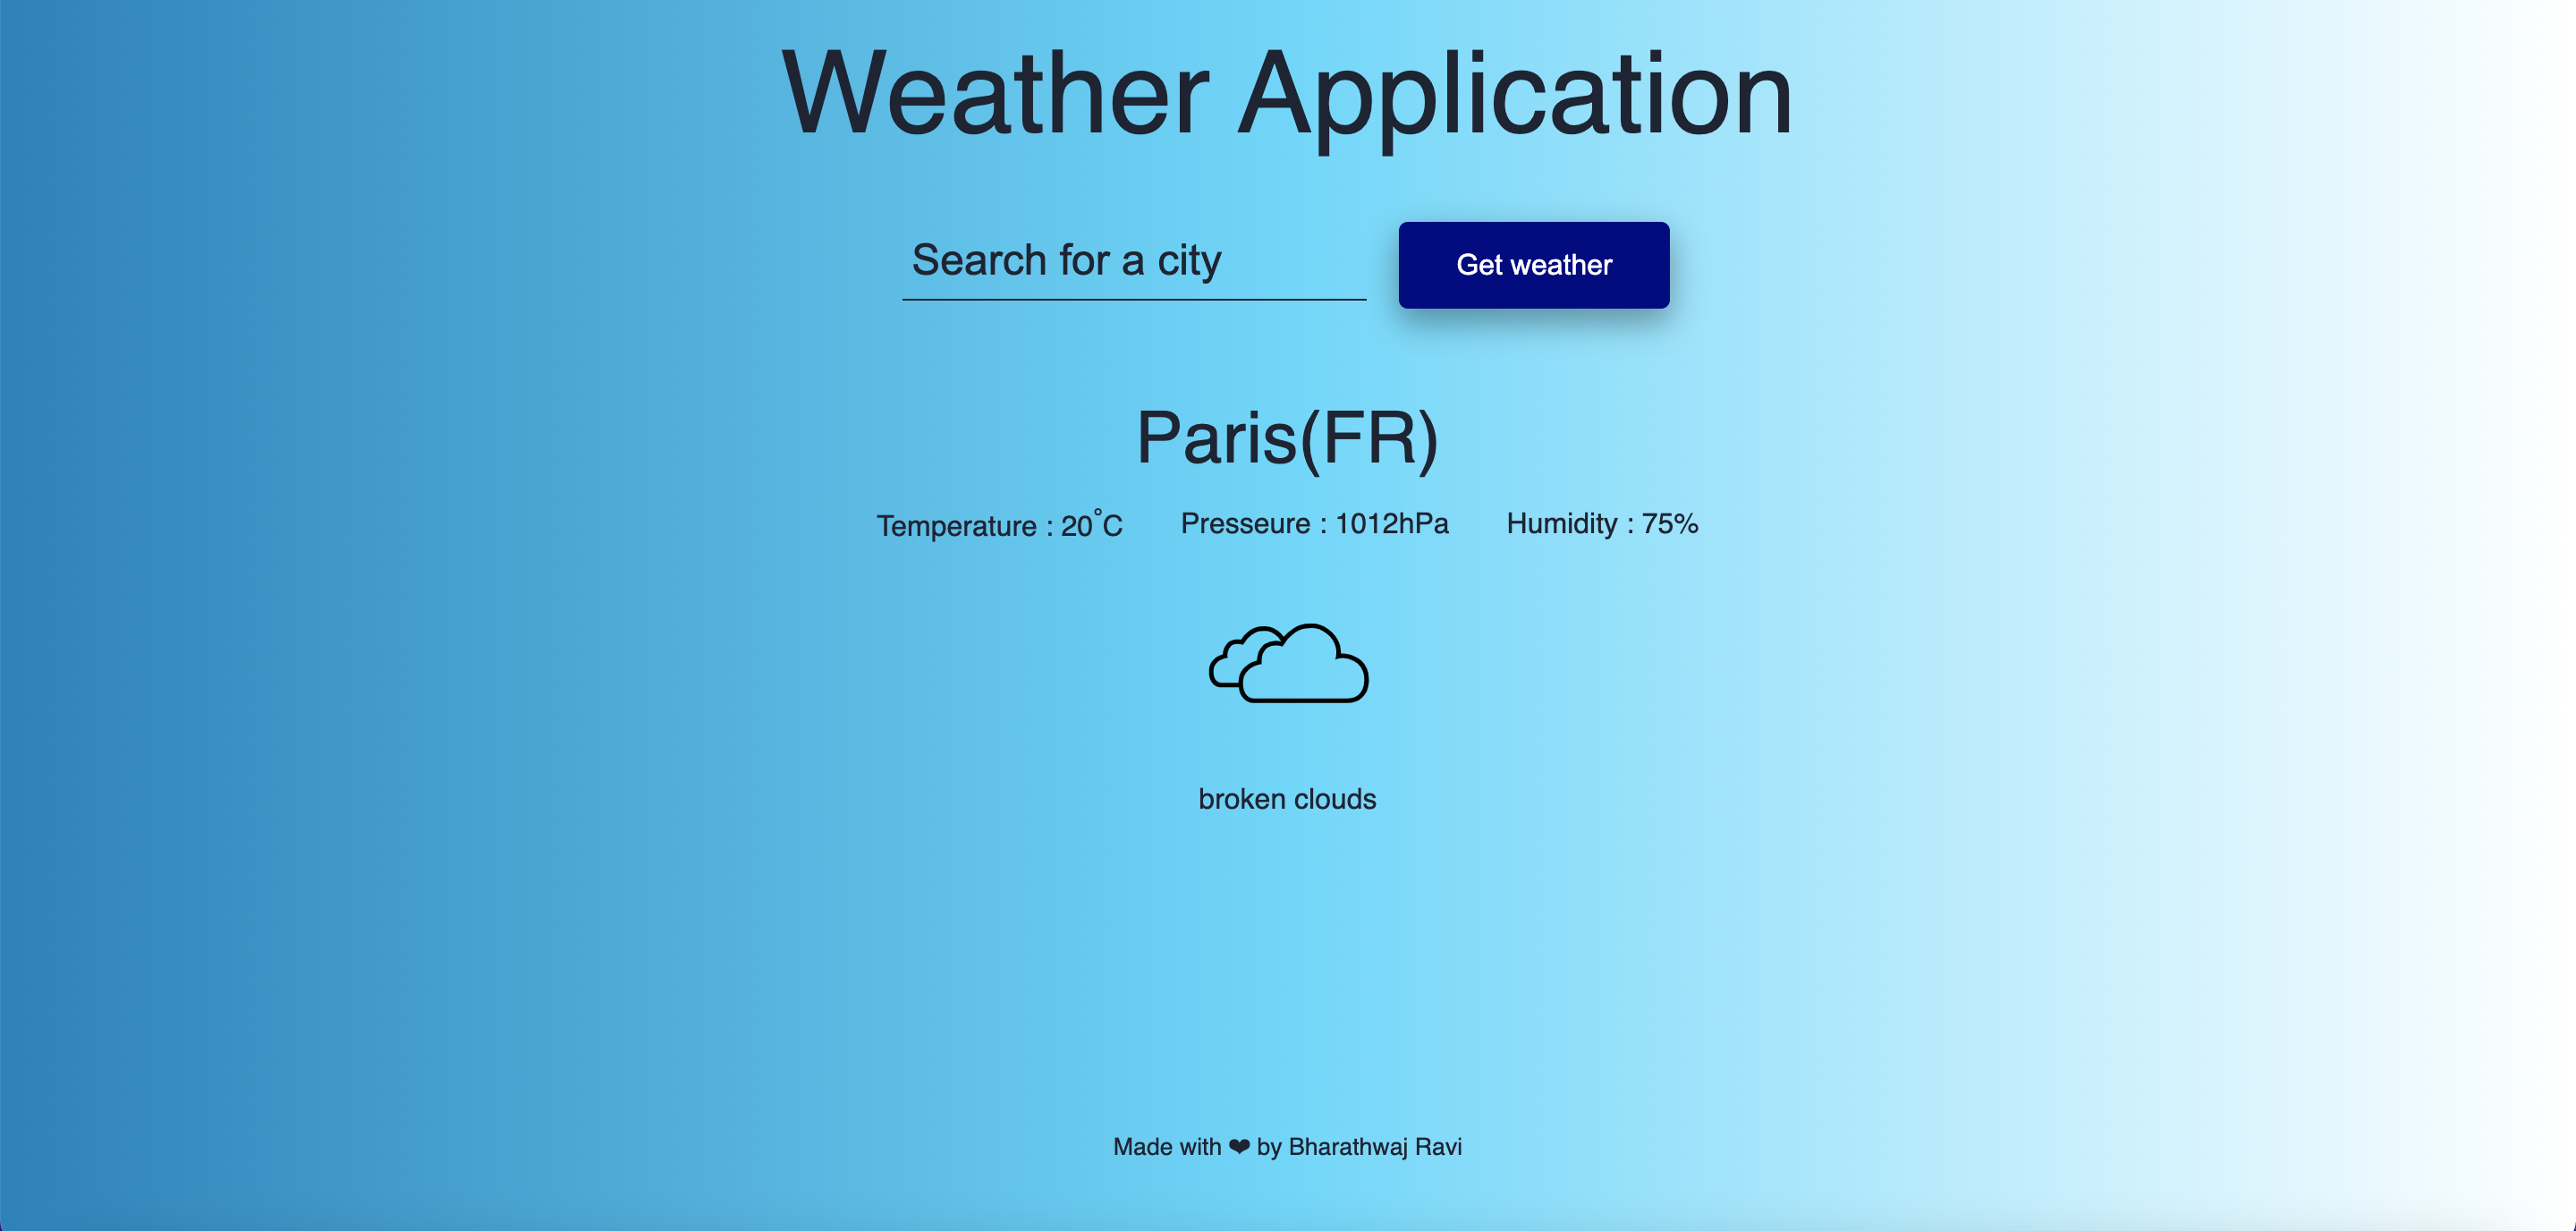 Weather Application
Search for a city
Get weather
Paris(FR)
Temperature : 20°C Presseure : 1012hPa Humidity : 75%
broken clouds
Made with ❤ by Bharathwaj Ravi